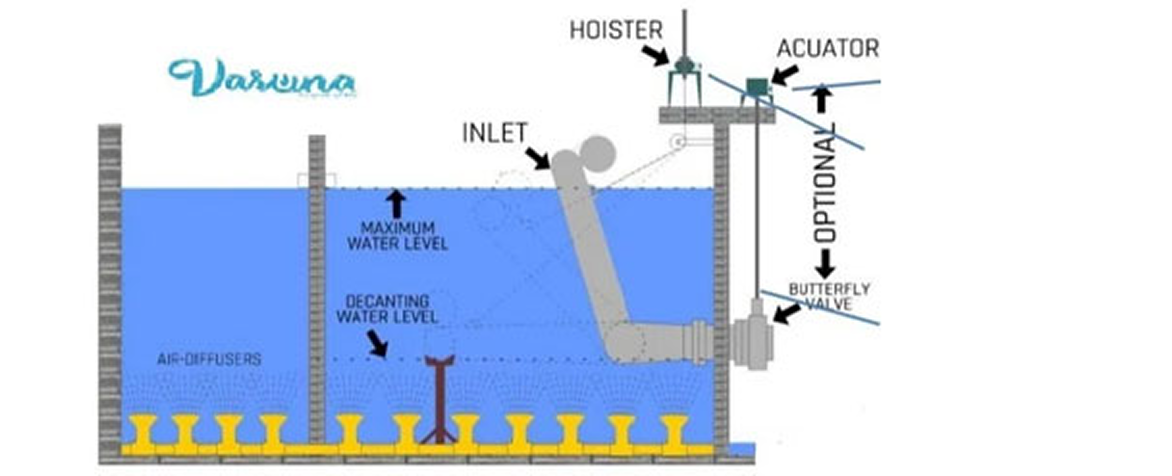 HOISTER
ACUATOR
Varuna
INLET
OPTIONAL
MAXIMUM
WATER LEVEL
BUTTERFLY
VALVE
DECANTING
WATER LEVEL
AIR-DIFFUSERS